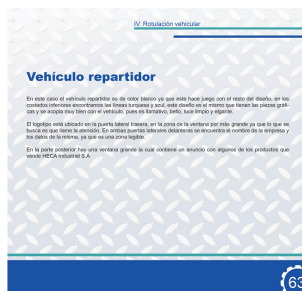 IV. Rotulación vehicular
Vehículo repartidor
En este caso el vehículo repartidor es de color blanco ya que este hace juego con el resto del diseño, en los
costados inferiores encontramos las líneas turquesa y azul, este diseño es el mismo que tienen las piezas gráfi-
cas y se acopla muy bien con el vehículo, pues es llamativo, bello, luce limpio y elgante.
El logotipo está ubicado en la puerta lateral trasera, en la zona de la ventana por más grande ya que lo que se
busca es que llame la atención. En ambas puertas laterales delanteras se encuentra el nombre de la empresa y
los datos de la misma, ya que es una zona legible.
En la parte posterior hay una ventana grande la cual contiene un anuncio con algunos de los productos que
vende HECA Industrial S.A
63